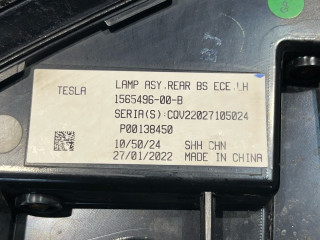 TESLA
LAMP ASY.REAR BS ECE.LH
1565496-00-B
SERIA(S):CQV22027105024
P00138450
10/50/24 SHH CHN
27/01/2022 MADE IN CHINA